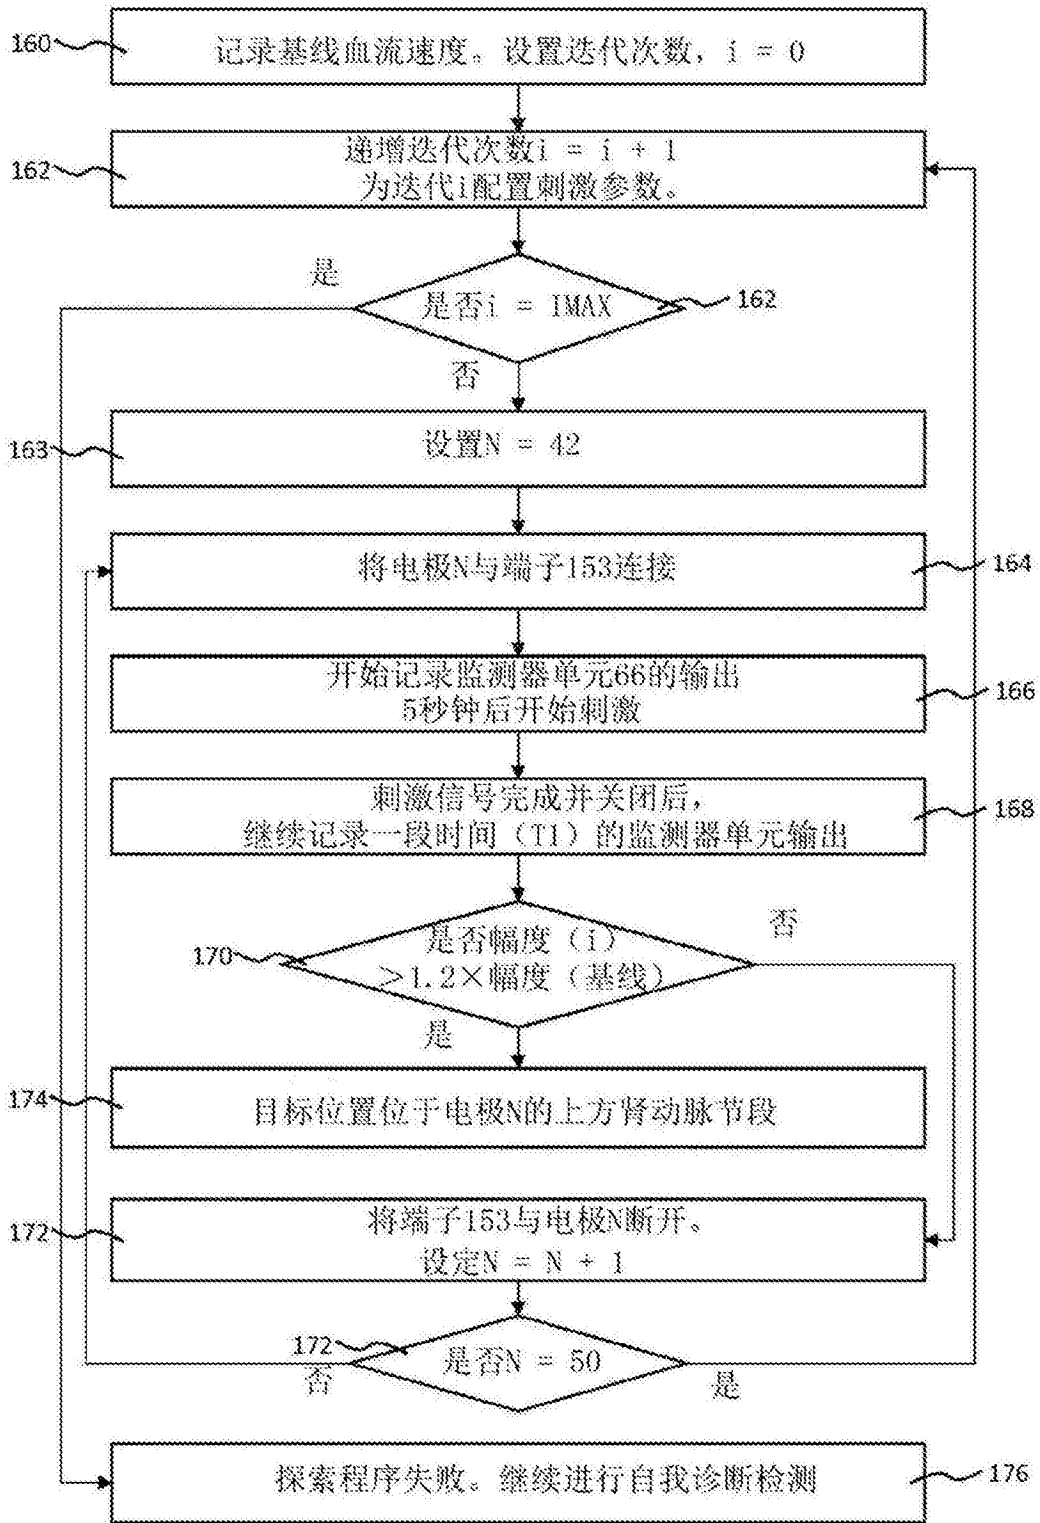 160
记录基线血流速度。设置迭代次数，i = 0
162
递增迭代次数i = i + 1
为迭代i配置刺激参数。
是
是否i = IMAX
162
否
163
设置N = 42
将电极N与端子153连接
164
开始记录监测器单元66的输出
5秒钟后开始刺激
166
刺激信号完成并关闭后，
继续记录一段时间（T1）的监测器单元输出
168
170
是否幅度（i）
＞1.2×幅度（基线）
否
是
174
目标位置位于电极N的上方肾动脉节段
172
将端子153与电极N断开。
设定N = N + 1
172
是否N = 50
否
是
探索程序失败。继续进行自我诊断检测
176